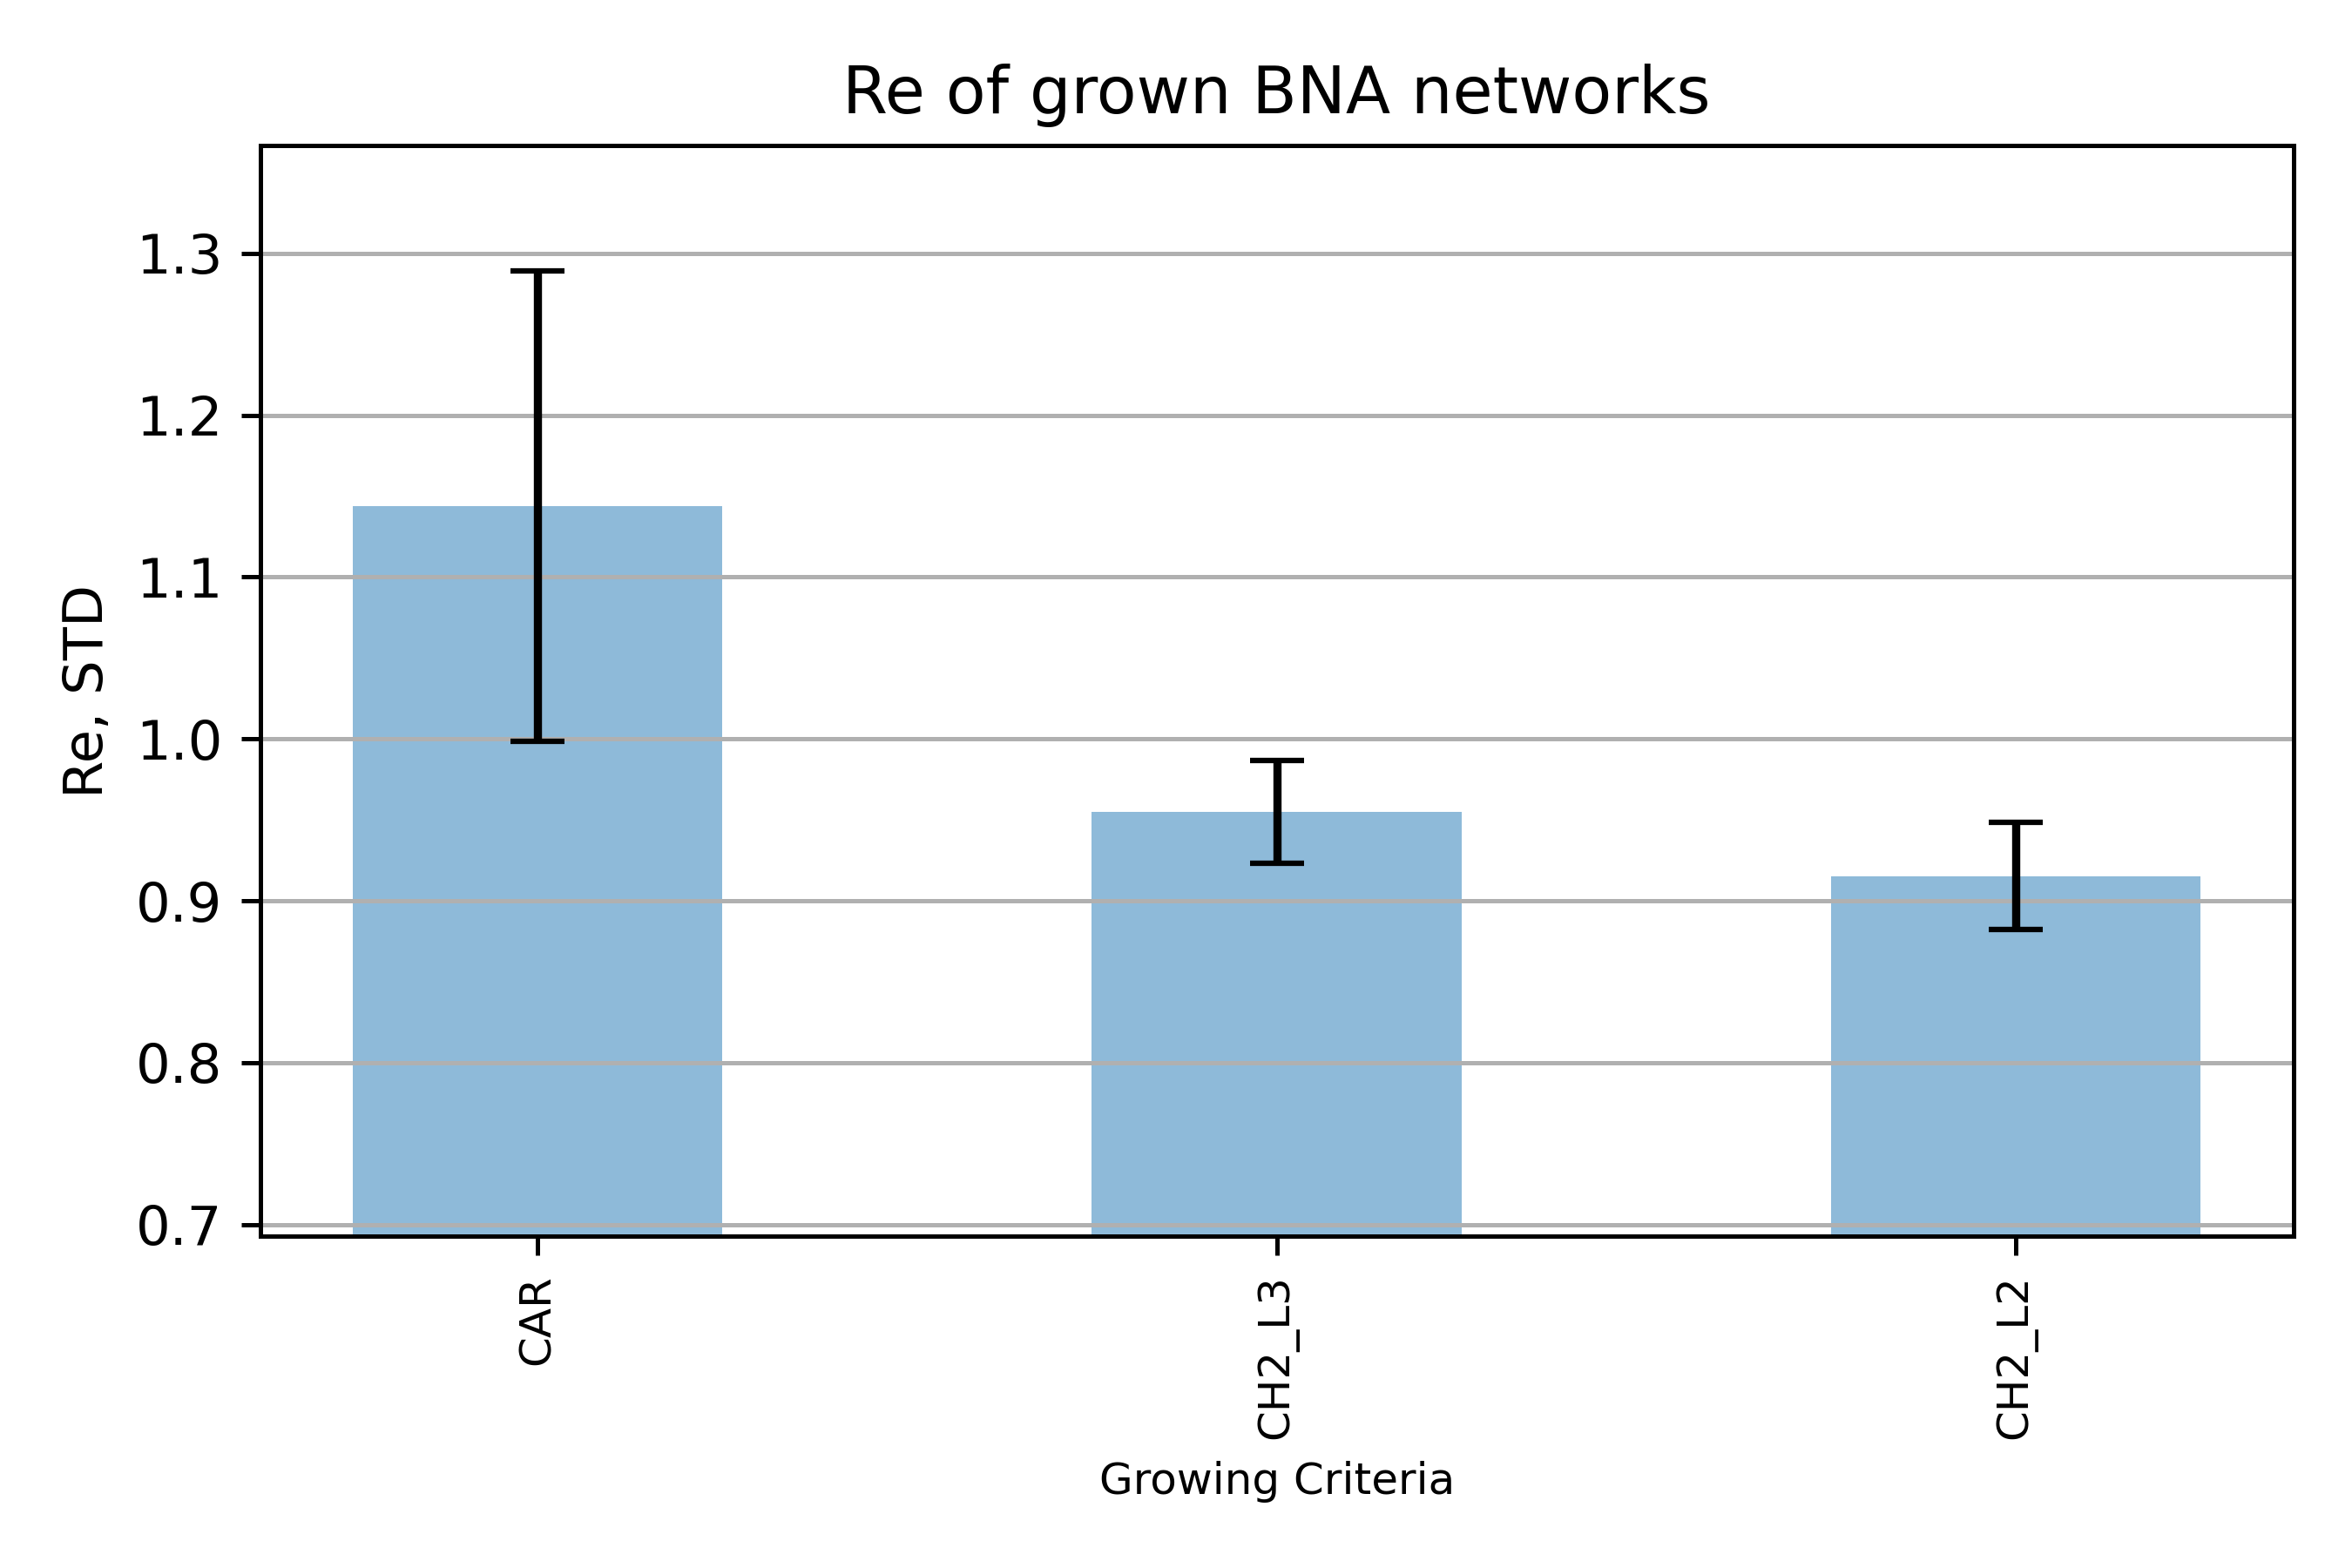 Re of grown BNA networks
Re, STD
1.3
1.2
1.1
1.0
0.9
0.8
0.7
CAR
CH2_L3
CH2_L2
Growing Criteria